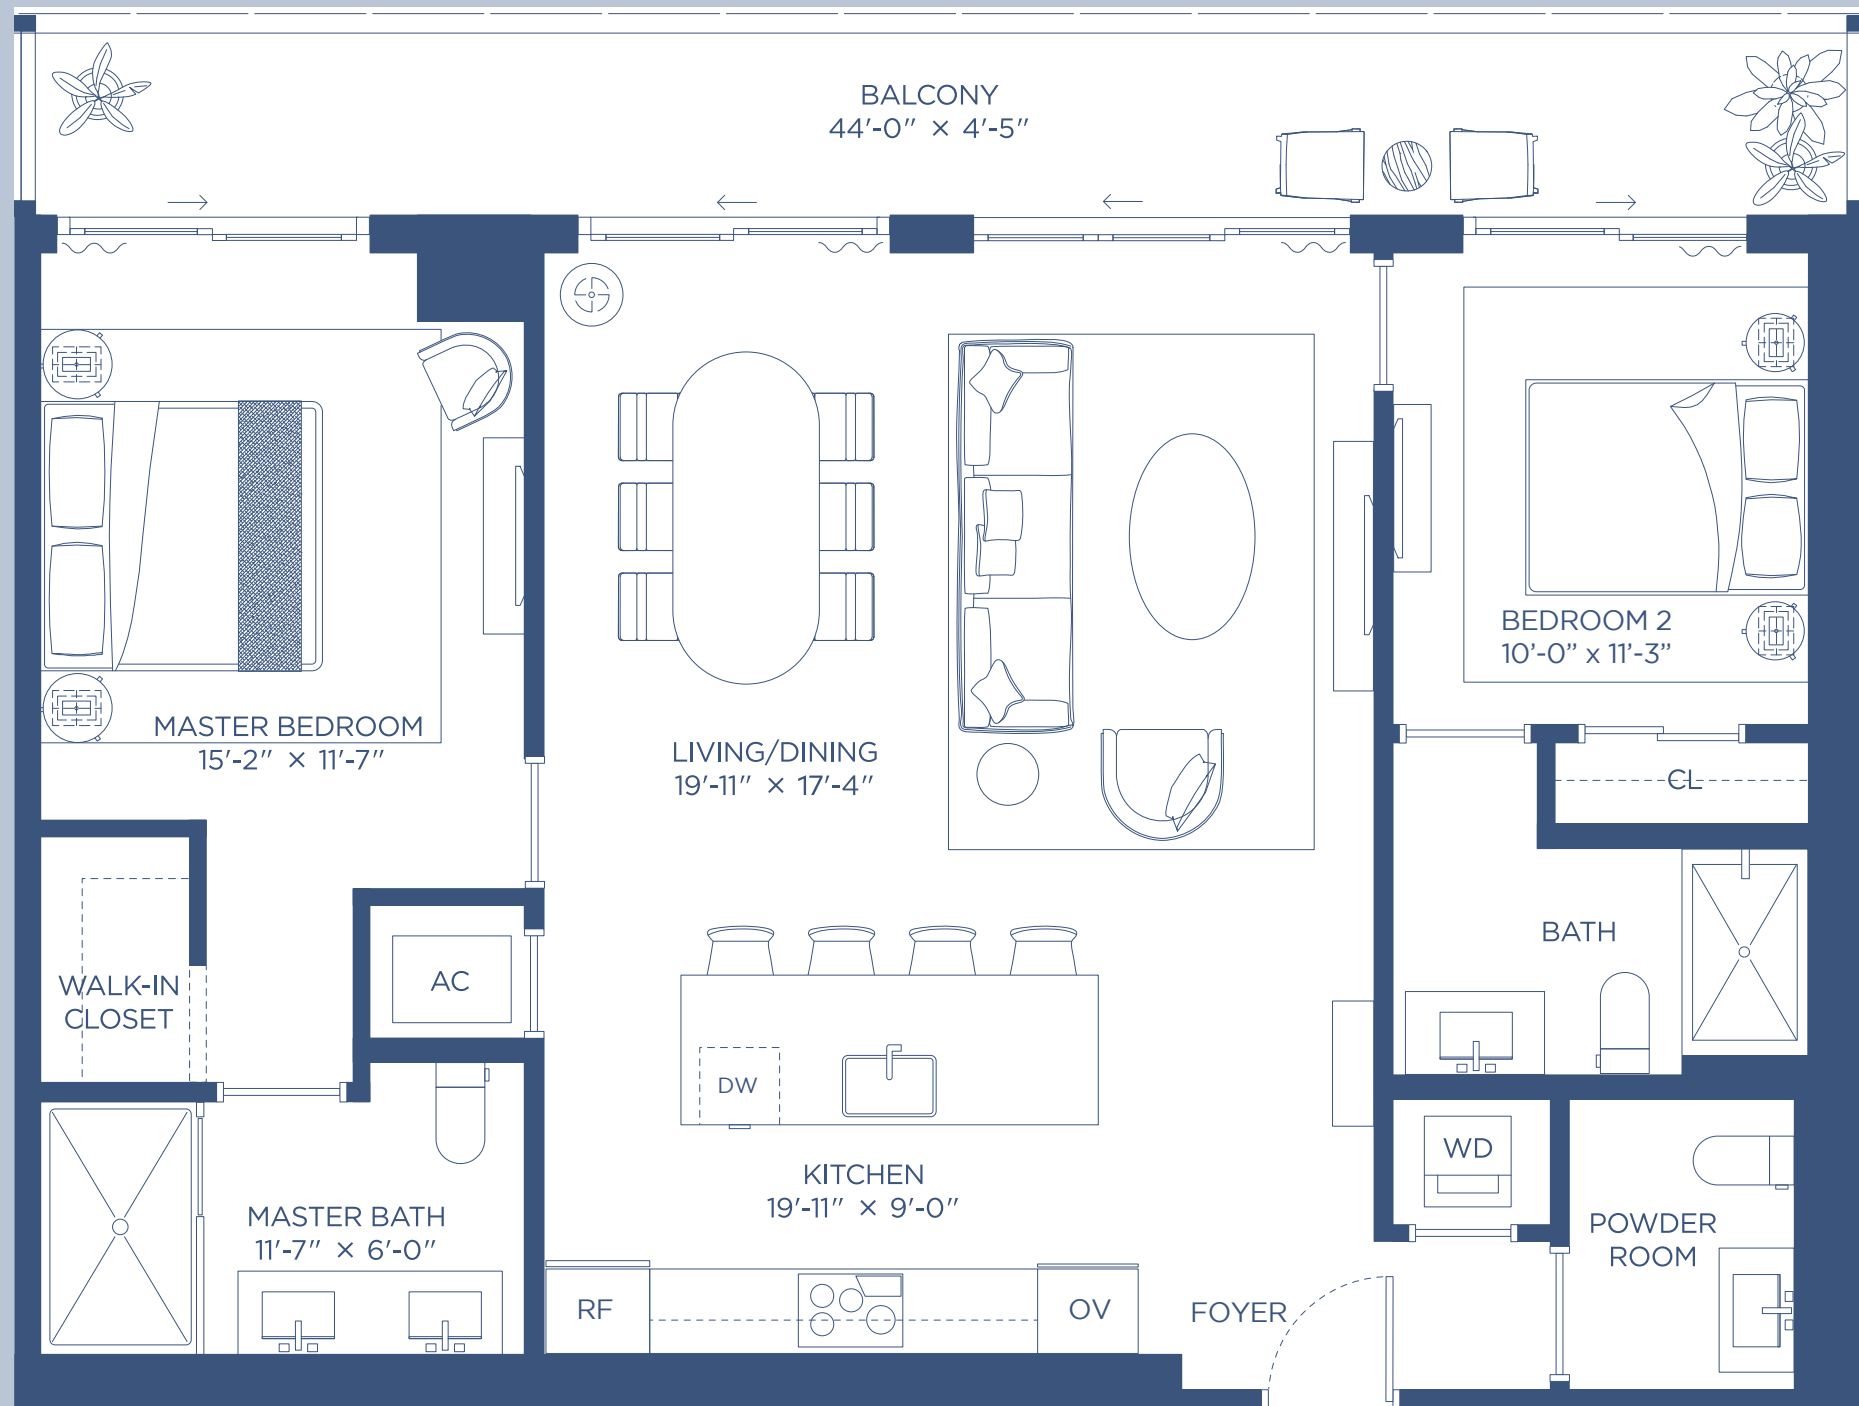 BALCONY
44'-0" × 4'-5"
BEDROOM 2
10'-0" x 11'-3"
MASTER BEDROOM
15'-2" × 11'-7"
LIVING/DINING
19'-11" × 17'-4"
CL
BATH
WALK-IN
CLOSET
AC
DW
WD
KITCHEN
19'-11" × 9'-0"
MASTER BATH
11'-7" × 6'-0"
POWDER
ROOM
RF
OV
FOYER